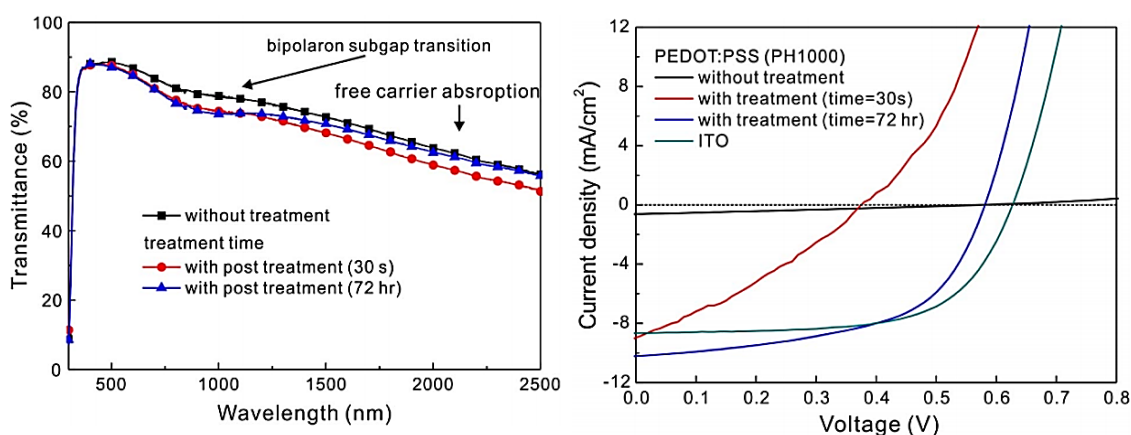 100
80
60
40
20
0
Transmittance (%)
bipolaron subgap transition
free carrier absroption
without treatment
treatment time
with post treatment (30 s)
with post treatment (72 hr)
500
1000
1500
2000
2500
Wavelength (nm)
12
8
4
0
-4
-8
-12
Current density (mA/cm²)
PEDOT:PSS (PH1000)
without treatment
with treatment (time=30s)
with treatment (time=72 hr)
ITO
0.0
0.1
0.2
0.3
0.4
0.5
0.6
0.7
0.8
Voltage (V)